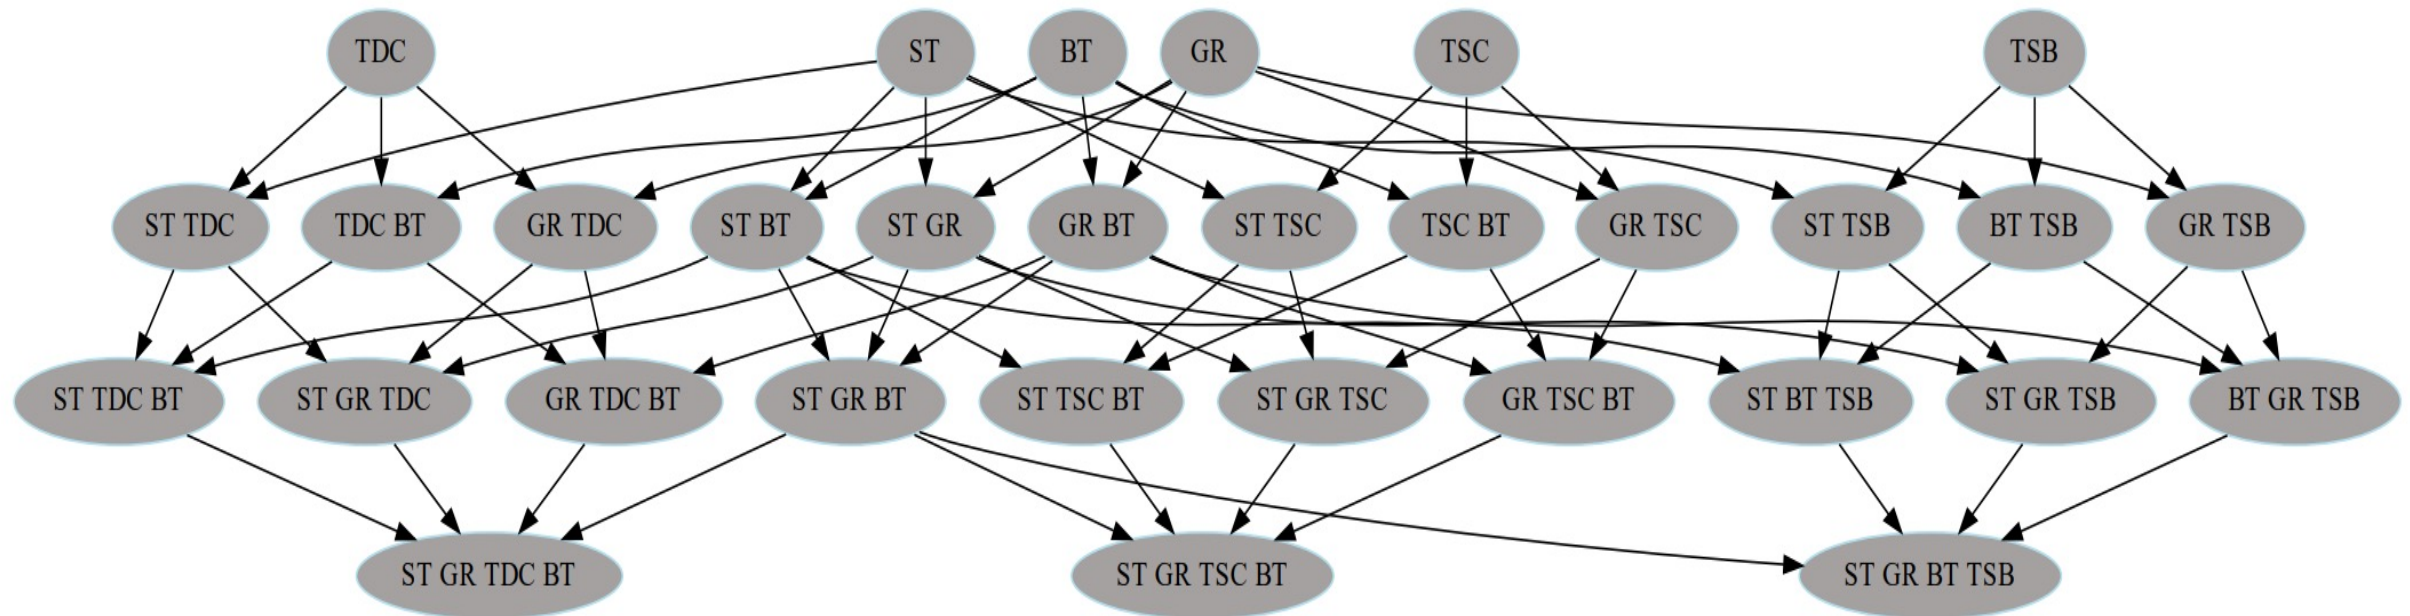 TDC
ST
BT
GR
TSC
TSB
ST TDC
TDC BT
GR TDC
ST BT
ST GR
GR BT
ST TSC
TSC BT
GR TSC
ST TSB
BT TSB
GR TSB
ST TDC BT
ST GR TDC
GR TDC BT
ST GR BT
ST TSC BT
ST GR TSC
GR TSC BT
ST BT TSB
ST GR TSB
BT GR TSB
ST GR TDC BT
ST GR TSC BT
ST GR BT TSB